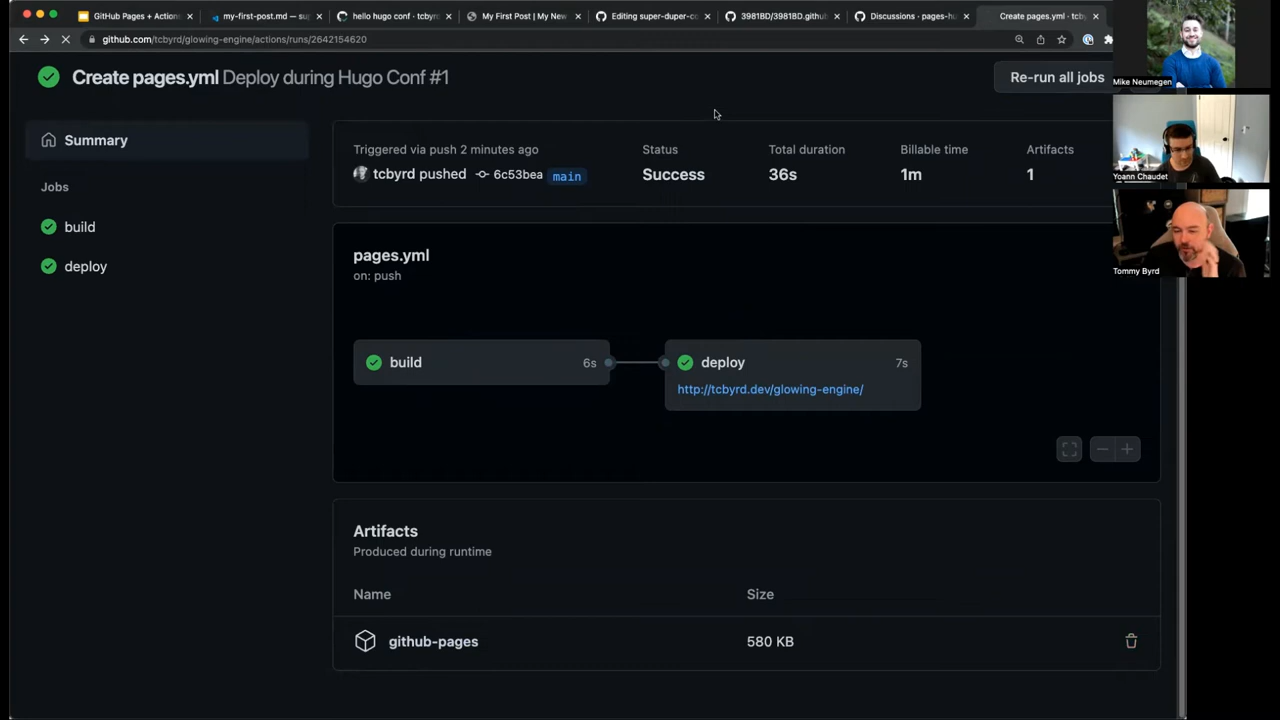 GitHub Pages + Action
my-first-post.md — su
hello hugo conf · tcbyr
My First Post | My New
Editing super-duper-c
3981BD/3981BD.github
Discussions · pages-hu
Create pages.yml · tcb
github.com/tcbyrd/glowing-engine/actions/runs/2642154620
Create pages.yml Deploy during Hugo Conf #1
Re-run all jobs
Mike Neumegen
Yoann Chaudet
Tommy Byrd
Summary
Jobs
build
deploy
Triggered via push 2 minutes ago
tcbyrd pushed 6c53bea main
Status
Success
Total duration
36s
Billable time
1m
Artifacts
1
pages.yml
on: push
build
6s
deploy
7s
http://tcbyrd.dev/glowing-engine/
Artifacts
Produced during runtime
Name
Size
github-pages
580 KB